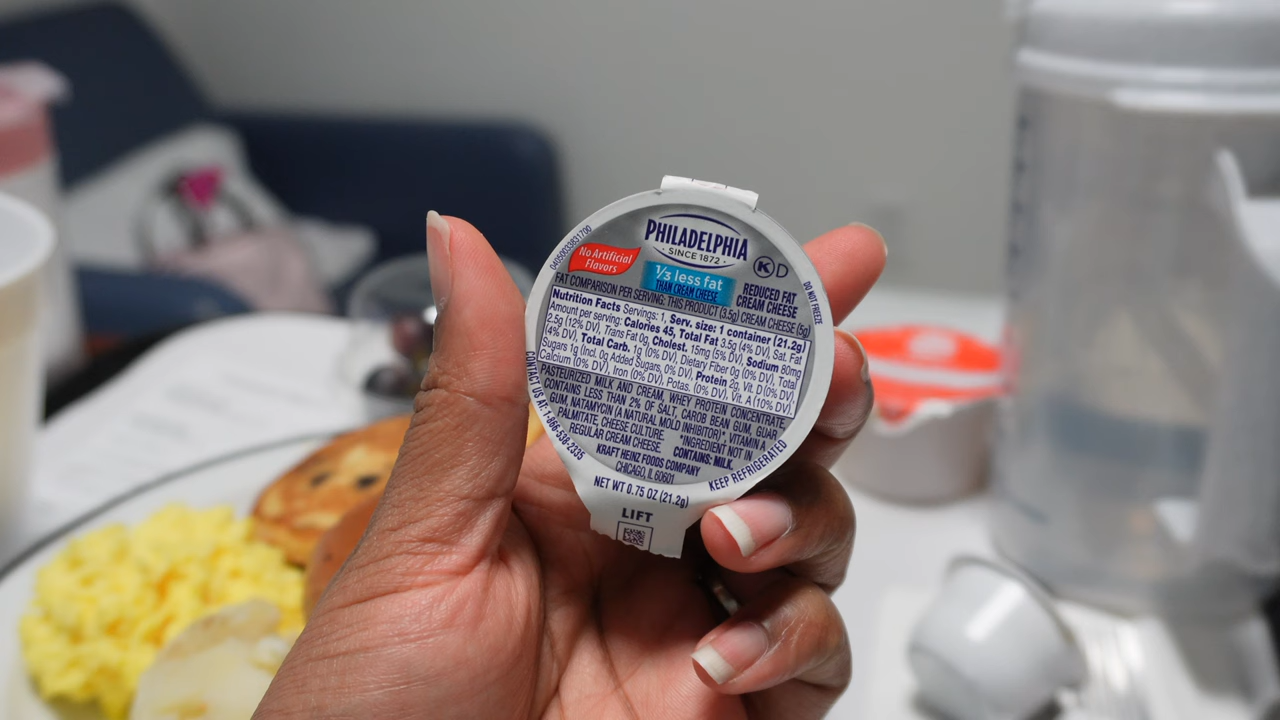 PHILADELPHIA
• SINCE 1872 •
No Artificial
Flavors
1/3 less fat
THAN CREAM CHEESE
K D
REDUCED FAT
CREAM CHEESE
FAT COMPARISON PER SERVING: THIS PRODUCT (3.5g) CREAM CHEESE (5g)
Nutrition Facts Servings: 1, Serv. size: 1 container (21.2g)
Amount per serving: Calories 45, Total Fat 3.5g (4% DV), Sat. Fat
2.5g (12% DV), Trans Fat 0g, Cholest. 15mg (5% DV), Sodium 80mg
(4% DV), Total Carb. 1g (0% DV), Dietary Fiber 0g (0% DV), Total
Sugars 1g (Incl. 0g Added Sugars, 0% DV), Protein 2g, Vit. D (0% DV),
Calcium (0% DV), Iron (0% DV), Potas. (0% DV), Vit. A (10% DV).
PASTEURIZED MILK AND CREAM, WHEY PROTEIN CONCENTRATE,
CONTAINS LESS THAN 2% OF SALT, CAROB BEAN GUM, GUAR
GUM, NATAMYCIN (A NATURAL MOLD INHIBITOR)*, VITAMIN A
PALMITATE, CHEESE CULTURE. *INGREDIENT NOT IN
REGULAR CREAM CHEESE. CONTAINS: MILK.
KRAFT HEINZ FOODS COMPANY
CHICAGO, IL 60601
NET WT 0.75 OZ (21.2g)
KEEP REFRIGERATED
DO NOT FREEZE
CONTACT US AT: 1-866-536-2335
LIFT